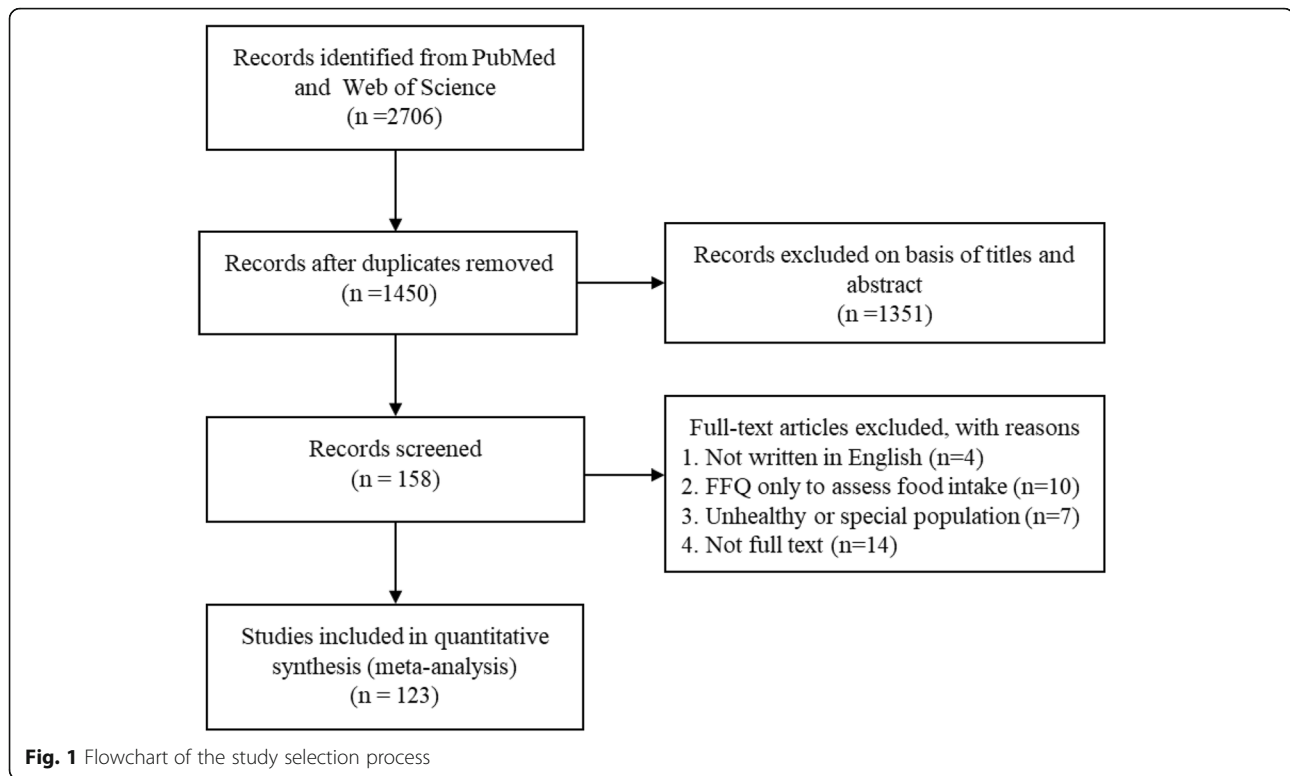 Records identified from PubMed
and Web of Science
(n =2706)
Records after duplicates removed
(n =1450)
Records excluded on basis of titles and
abstract
(n =1351)
Records screened
(n = 158)
Full-text articles excluded, with reasons
1. Not written in English (n=4)
2. FFQ only to assess food intake (n=10)
3. Unhealthy or special population (n=7)
4. Not full text (n=14)
Studies included in quantitative
synthesis (meta-analysis)
(n = 123)
Fig. 1 Flowchart of the study selection process